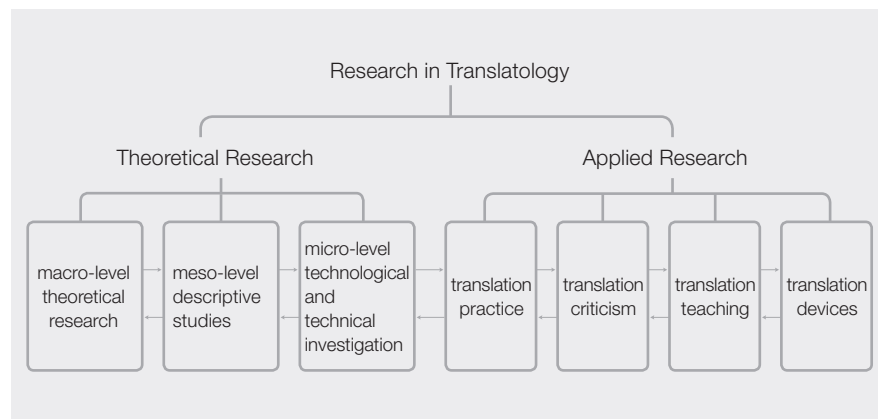 Research in Translatology
Theoretical Research
Applied Research
macro-level
theoretical
research
meso-level
descriptive
studies
micro-level
technological
and
technical
investigation
translation
practice
translation
criticism
translation
teaching
translation
devices